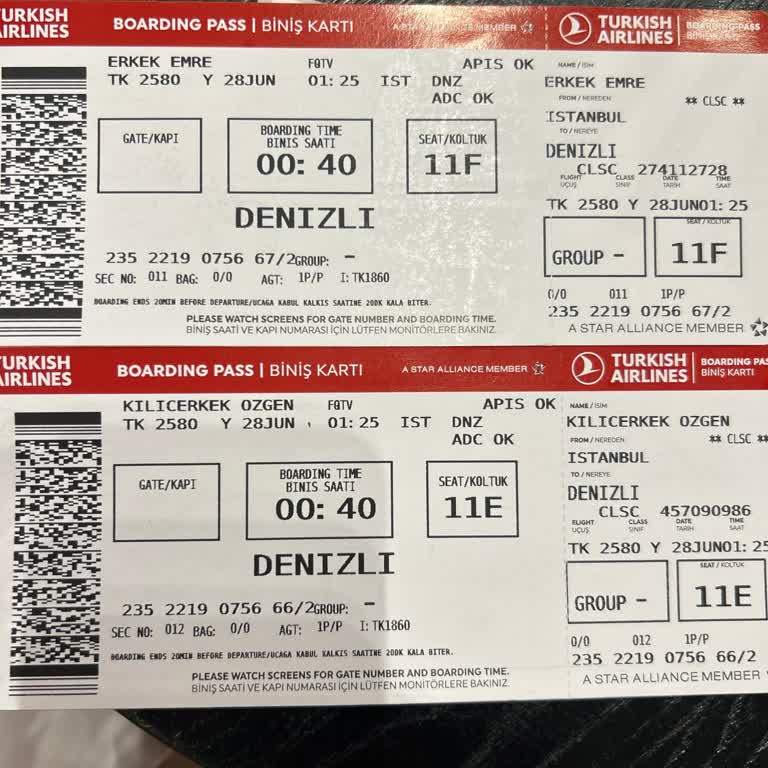 TURKISH AIRLINES
BOARDING PASS | BİNİŞ KARTI
A STAR ALLIANCE MEMBER
TURKISH AIRLINES
BOARDING PASS
BİNİŞ KARTI
ERKEK EMRE FQTV APIS OK
TK 2580 Y 28JUN 01:25 IST DNZ
ADC OK
GATE/KAPI
BOARDING TIME
BINIS SAATI
00:40
SEAT/KOLTUK
11F
DENIZLI
235 2219 0756 67/2 GROUP: -
SEC NO: 011 BAG: 0/0 AGT: 1P/P I: TK1860
BOARDING ENDS 20MIN BEFORE DEPARTURE/UCAGA KABUL KALKIS SAATINE 20DK KALA BITER.
PLEASE WATCH SCREENS FOR GATE NUMBER AND BOARDING TIME.
BİNİŞ SAATİ VE KAPI NUMARASI İÇİN LÜTFEN MONİTÖRLERE BAKINIZ.
NAME / İSİM
ERKEK EMRE
FROM / NEREDEN
** CLSC **
ISTANBUL
TO / NEREYE
DENIZLI
CLSC 274112728
FLIGHT CLASS DATE TIME
UÇUŞ SINIF TARİH SAAT
TK 2580 Y 28JUN01:25
GROUP -
SEAT / KOLTUK
11F
0/0 011 1P/P
235 2219 0756 67/2
A STAR ALLIANCE MEMBER
TURKISH AIRLINES
BOARDING PASS | BİNİŞ KARTI
A STAR ALLIANCE MEMBER
TURKISH AIRLINES
BOARDING PAS
BİNİŞ KARTI
KILICERKEK OZGEN FQTV APIS OK
TK 2580 Y 28JUN 01:25 IST DNZ
ADC OK
GATE/KAPI
BOARDING TIME
BINIS SAATI
00:40
SEAT/KOLTUK
11E
DENIZLI
235 2219 0756 66/2 GROUP: -
SEC NO: 012 BAG: 0/0 AGT: 1P/P I: TK1860
BOARDING ENDS 20MIN BEFORE DEPARTURE/UCAGA KABUL KALKIS SAATINE 20DK KALA BITER.
PLEASE WATCH SCREENS FOR GATE NUMBER AND BOARDING TIME.
BİNİŞ SAATİ VE KAPI NUMARASI İÇİN LÜTFEN MONİTÖRLERE BAKINIZ.
NAME / İSİM
KILICERKEK OZGEN
FROM / NEREDEN
** CLSC **
ISTANBUL
TO / NEREYE
DENIZLI
CLSC 457090986
FLIGHT CLASS DATE TIME
UÇUŞ SINIF TARİH SAAT
TK 2580 Y 28JUN01:25
GROUP -
SEAT / KOLTUK
11E
0/0 012 1P/P
235 2219 0756 66/2
A STAR ALLIANCE MEMBER